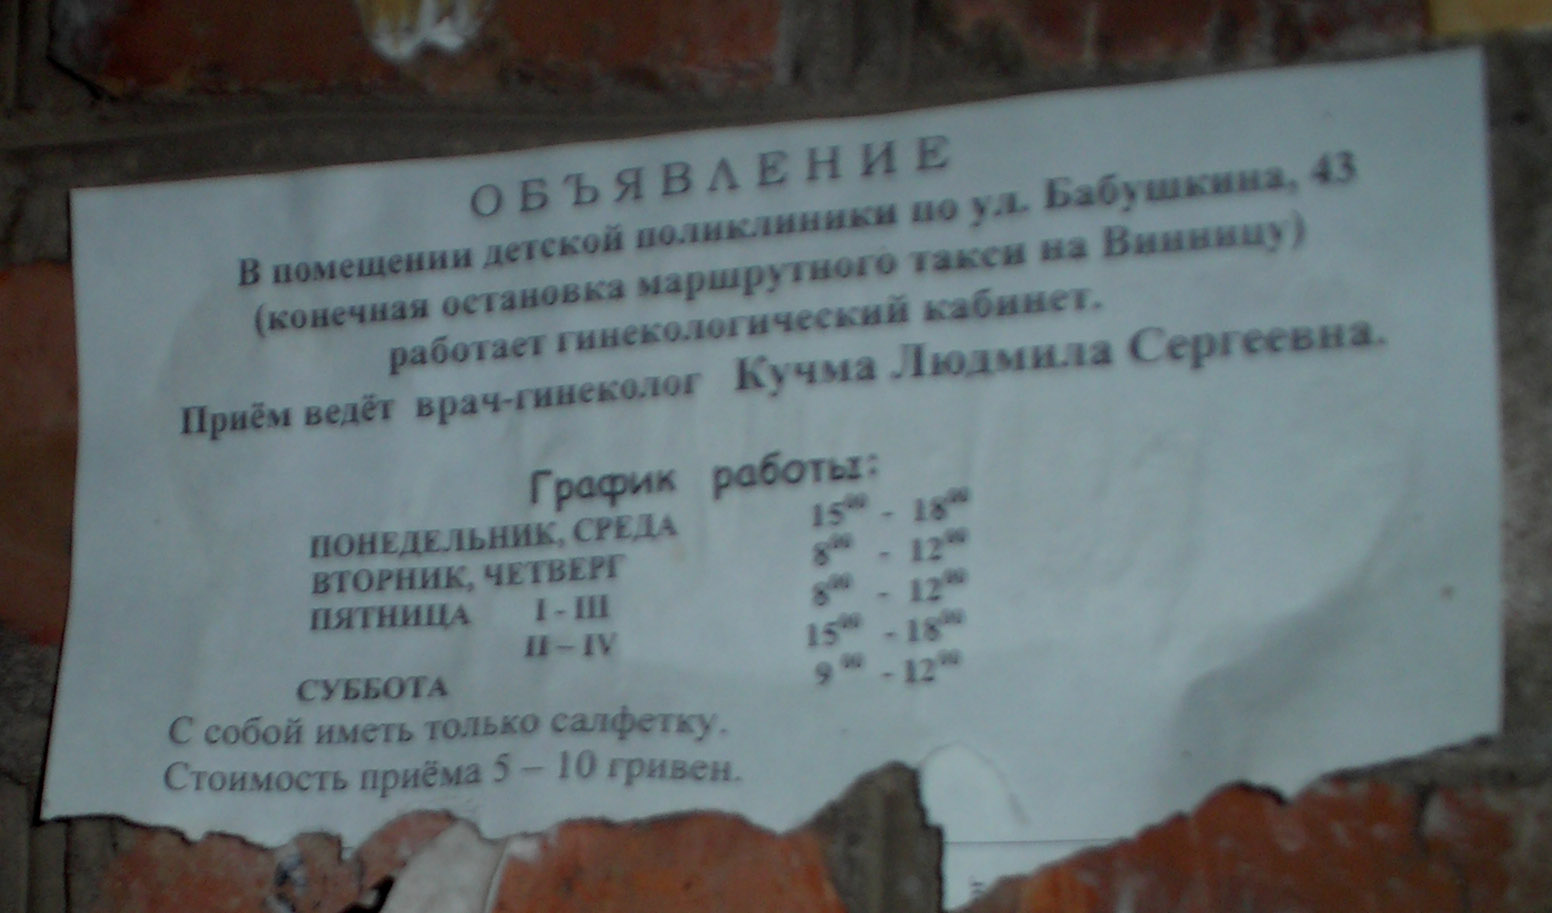 ОБЪЯВЛЕНИЕ
В помещении детской поликлиники по ул. Бабушкина, 43
(конечная остановка маршрутного такси на Винницу)
работает гинекологический кабинет.
Приём ведёт врач-гинеколог Кучма Людмила Сергеевна.
График работы:
ПОНЕДЕЛЬНИК, СРЕДА 15⁰⁰ - 18⁰⁰
ВТОРНИК, ЧЕТВЕРГ 8⁰⁰ - 12⁰⁰
ПЯТНИЦА I - III 8⁰⁰ - 12⁰⁰
II – IV 15⁰⁰ - 18⁰⁰
СУББОТА 9⁰⁰ - 12⁰⁰
С собой иметь только салфетку.
Стоимость приёма 5 – 10 гривен.